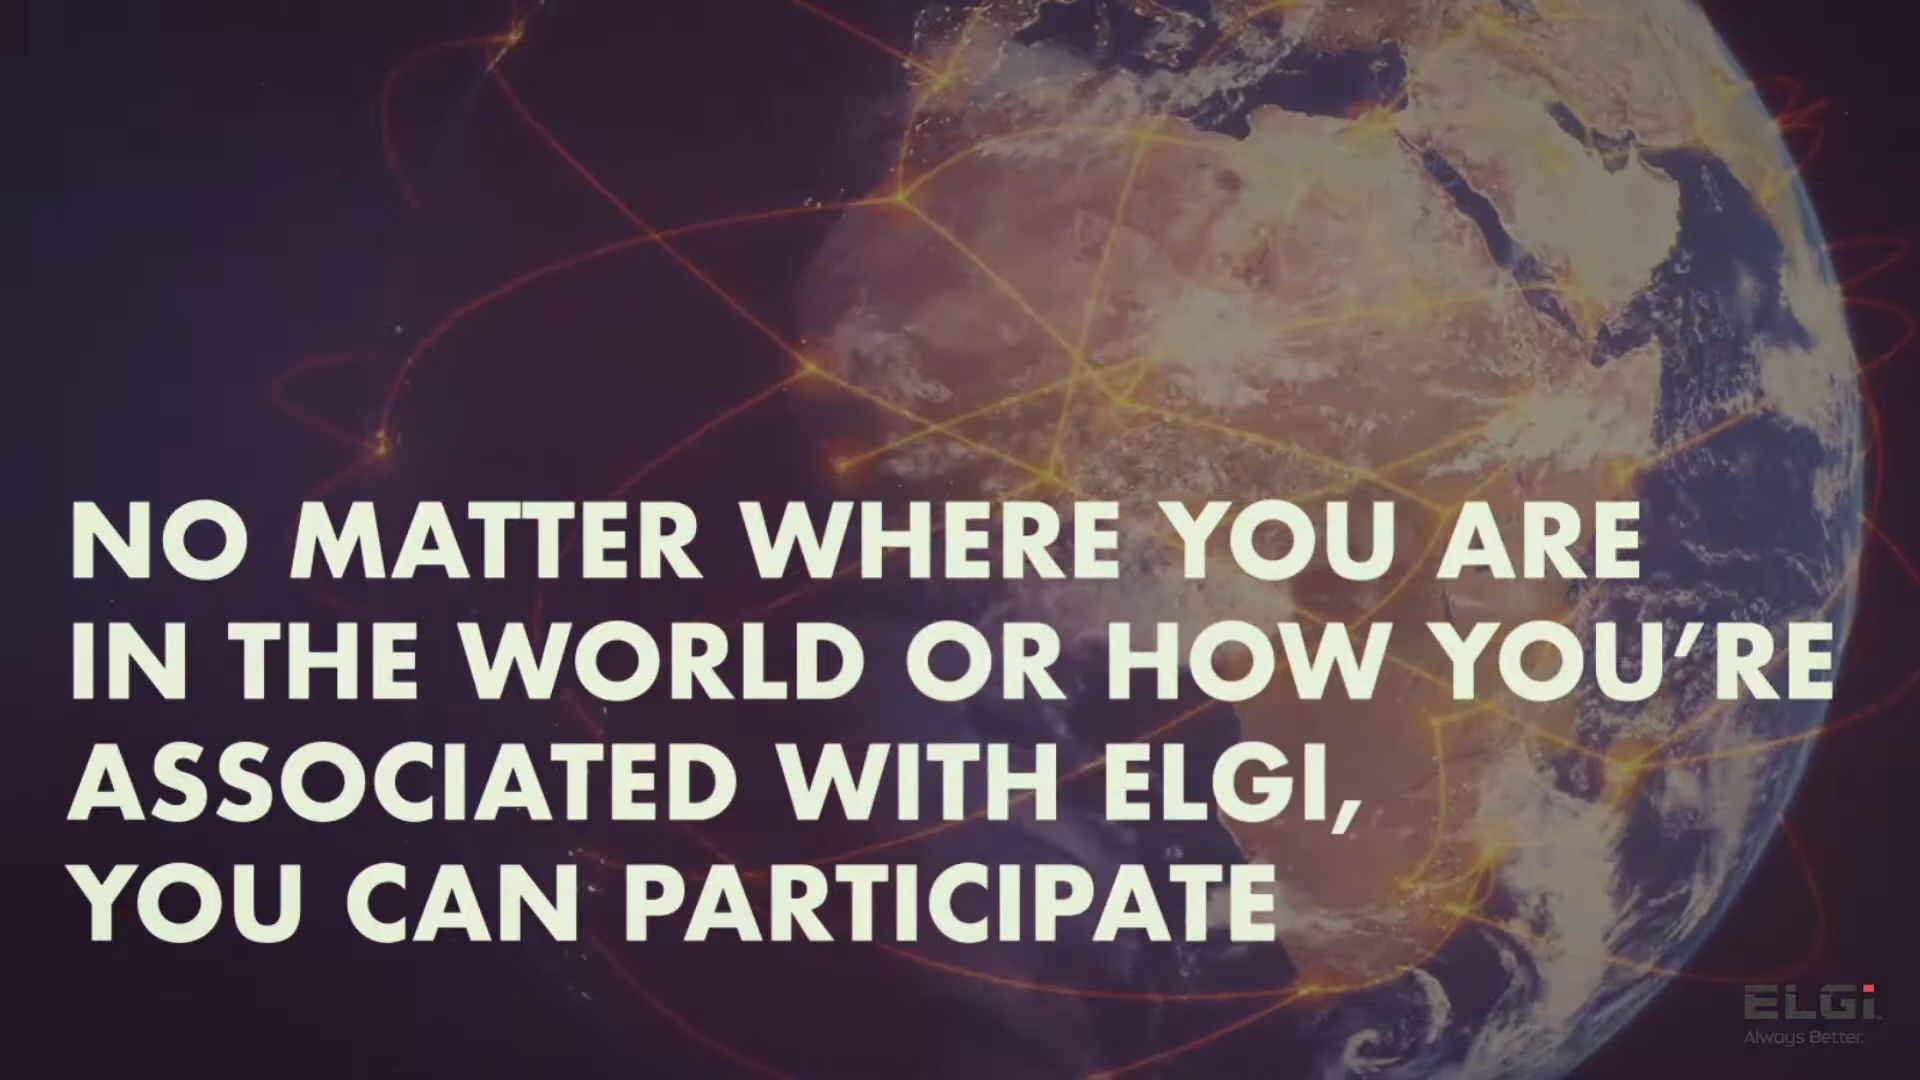 NO MATTER WHERE YOU ARE
IN THE WORLD OR HOW YOU'RE
ASSOCIATED WITH ELGI,
YOU CAN PARTICIPATE
ELGi
Always Better.